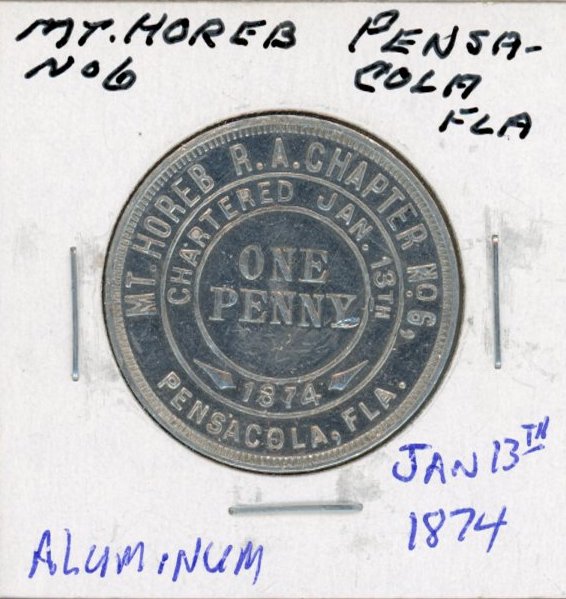 MT. HOREB
No 6
PENSA-
COLA
FLA
MT. HOREB R.A. CHAPTER NO. 6,
PENSACOLA, FLA.
CHARTERED JAN. 13TH
1874
ONE
PENNY
JAN 13TH
1874
ALUMINUM